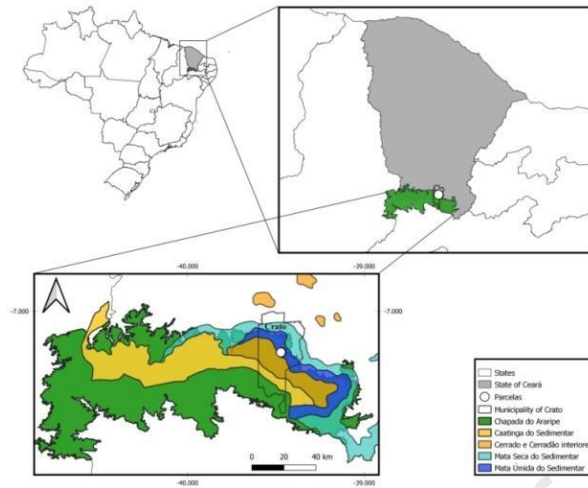 -40.000
-39.000
-7.000
-7.000
Crato
0
20
40 km
-40.000
-39.000
States
State of Ceará
Parcelas
Municipality of Crato
Chapada do Araripe
Caatinga do Sedimentar
Cerrado e Cerradão interiores
Mata Seca do Sedimentar
Mata Úmida do Sedimentar